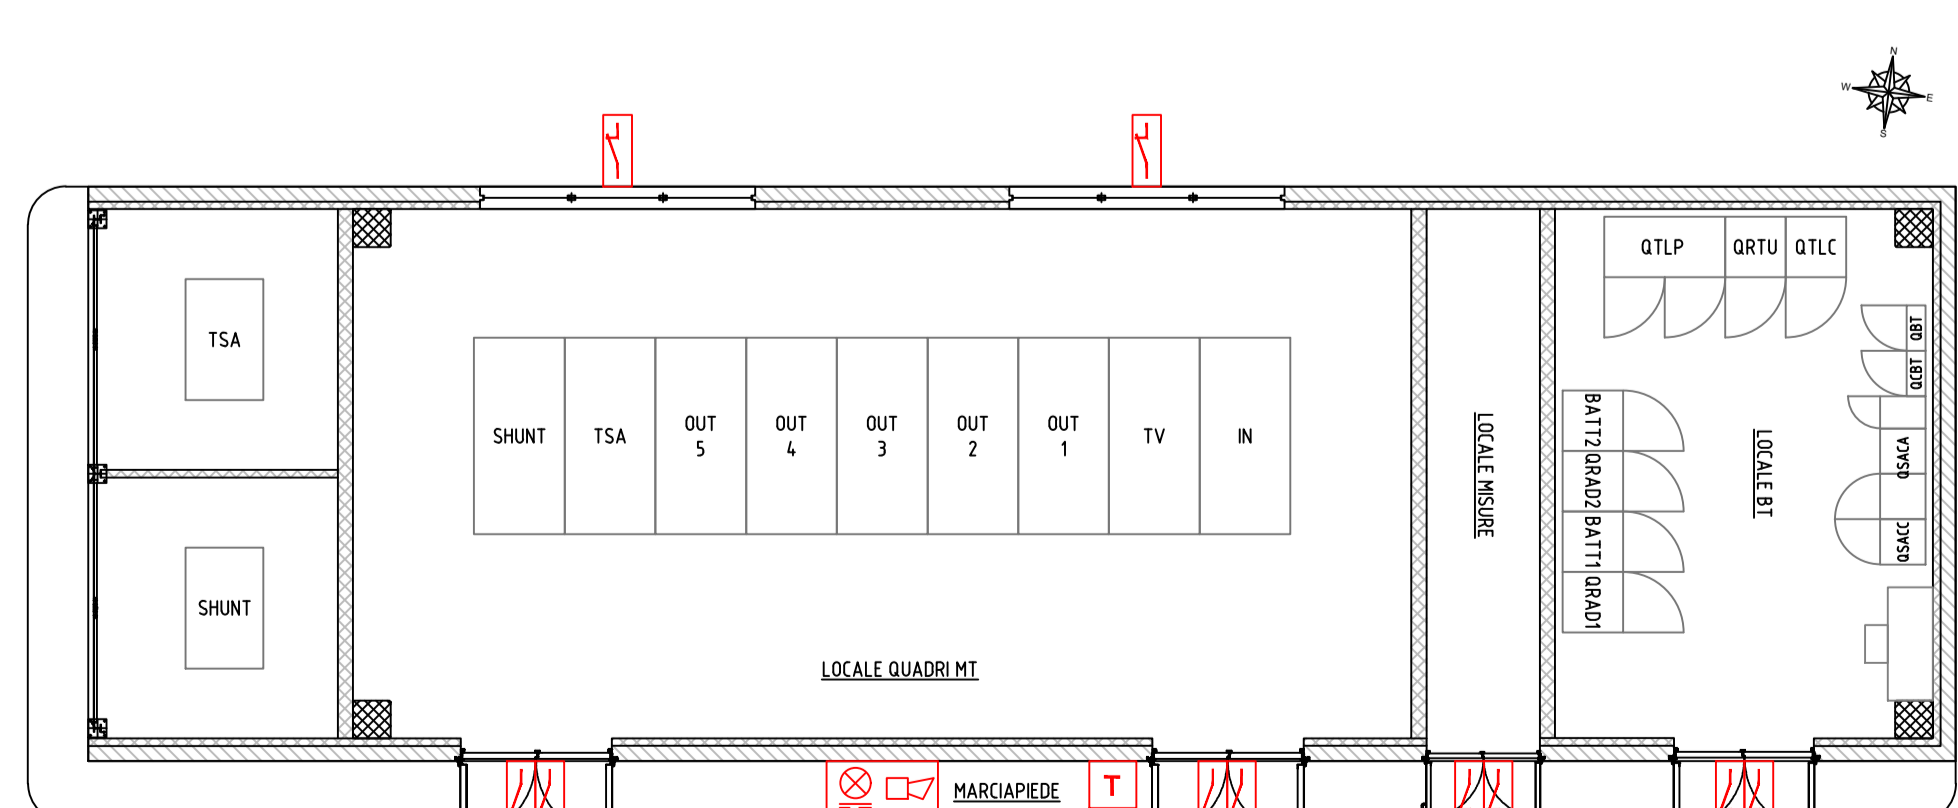 N
W
E
S
QTLP
QRTU
QTLC
TSA
QBT
QCBT
SHUNT
TSA
OUT
5
OUT
4
OUT
3
OUT
2
OUT
1
TV
IN
LOCALE MISURE
BATT2
QRAD2
BATT1
QRAD1
LOCALE BT
QSACA
QSACC
SHUNT
LOCALE QUADRI MT
MARCIAPIEDE
T